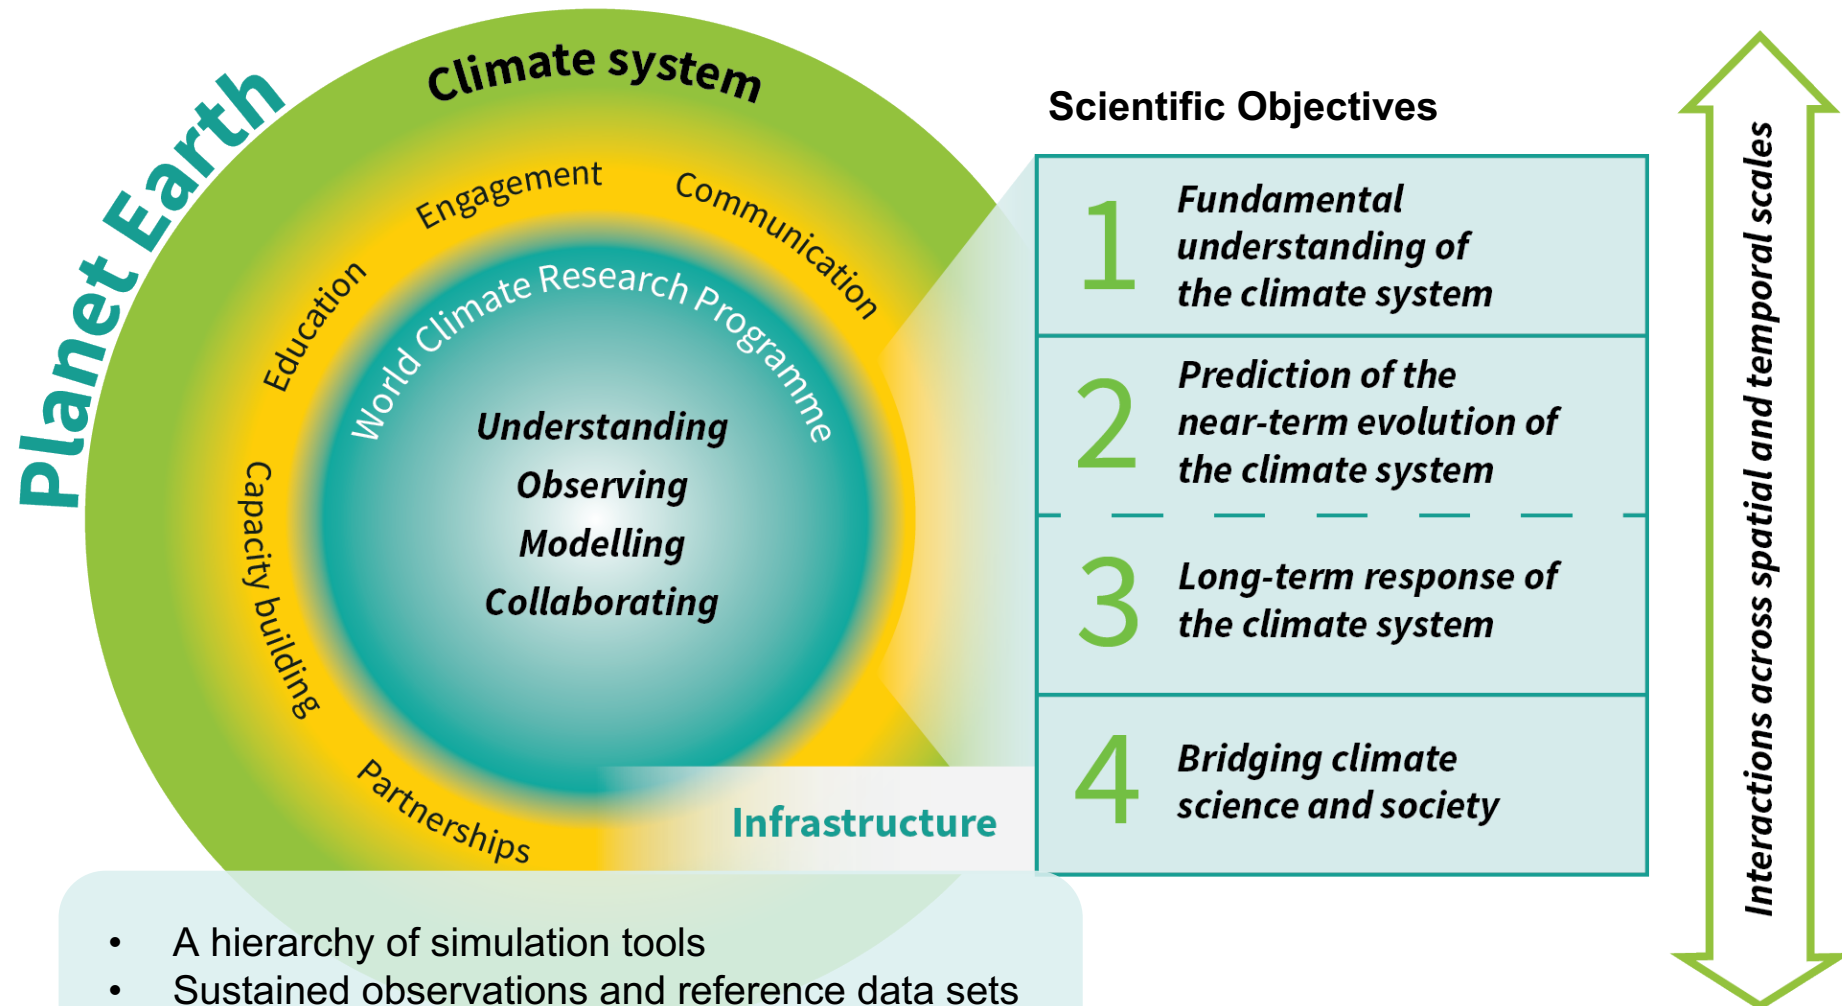 Planet Earth
Climate system
Engagement
Communication
Education
Capacity building
Partnerships
World Climate Research Programme
Understanding
Observing
Modelling
Collaborating
Infrastructure
• A hierarchy of simulation tools
• Sustained observations and reference data sets
Scientific Objectives
1
Fundamental
understanding of
the climate system
2
Prediction of the
near-term evolution of
the climate system
3
Long-term response of
the climate system
4
Bridging climate
science and society
Interactions across spatial and temporal scales